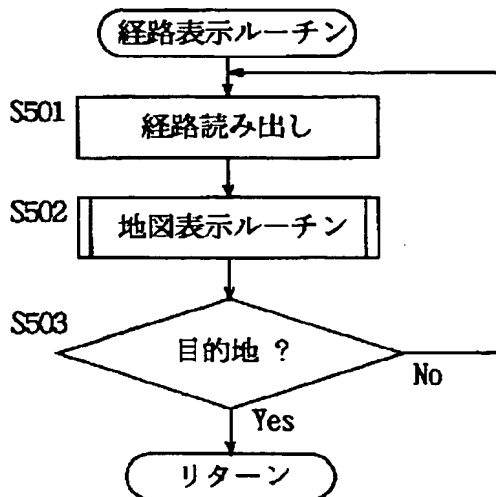 経路表示ルーチン
S501
経路読み出し
S502
地図表示ルーチン
S503
目的地 ?
No
Yes
リターン